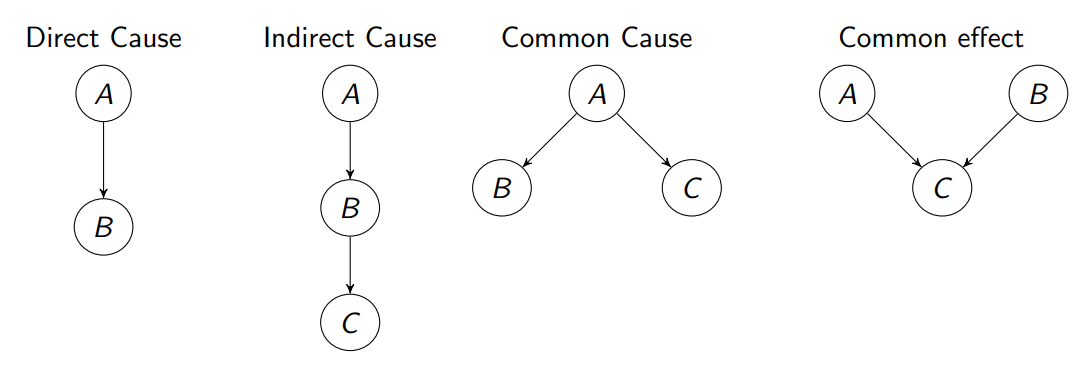 Direct Cause
A
B
Indirect Cause
A
B
C
Common Cause
A
B
C
Common effect
A
B
C